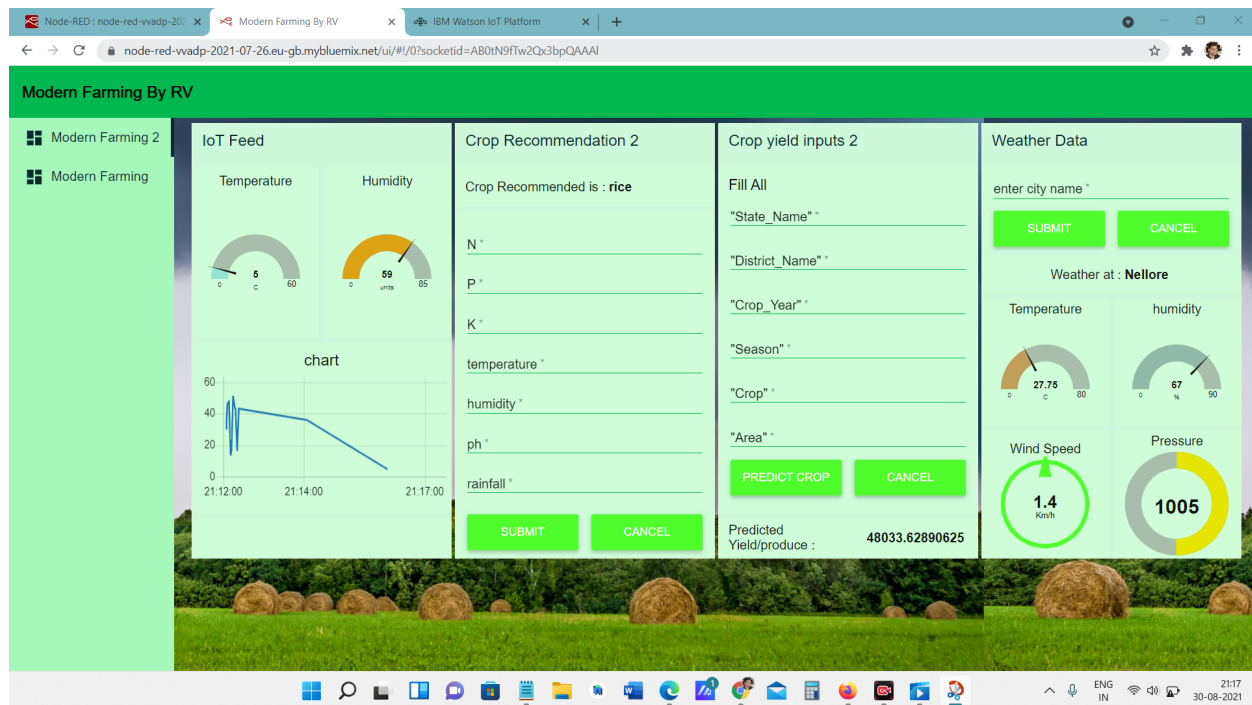 Node-RED : node-red-vvadp-202
Modern Farming By RV
IBM Watson IoT Platform
node-red-vvadp-2021-07-26.eu-gb.mybluemix.net/ui/#!/0?socketid=AB0tN9fTw2Qx3bpQAAAl
Modern Farming By RV
Modern Farming 2
Modern Farming
IoT Feed
Temperature
5
C
0
60
Humidity
59
units
0
85
chart
60
40
20
0
21:12:00
21:14:00
21:17:00
Crop Recommendation 2
Crop Recommended is : rice
N *
P *
K *
temperature *
humidity *
ph *
rainfall *
SUBMIT
CANCEL
Crop yield inputs 2
Fill All
"State_Name" *
"District_Name" *
"Crop_Year" *
"Season" *
"Crop" *
"Area" *
PREDICT CROP
CANCEL
Predicted
Yield/produce :
48033.62890625
Weather Data
enter city name *
SUBMIT
CANCEL
Weather at : Nellore
Temperature
27.75
C
0
80
humidity
67
%
0
90
Wind Speed
1.4
Km/h
Pressure
1005
1
ENG
IN
21:17
30-08-2021